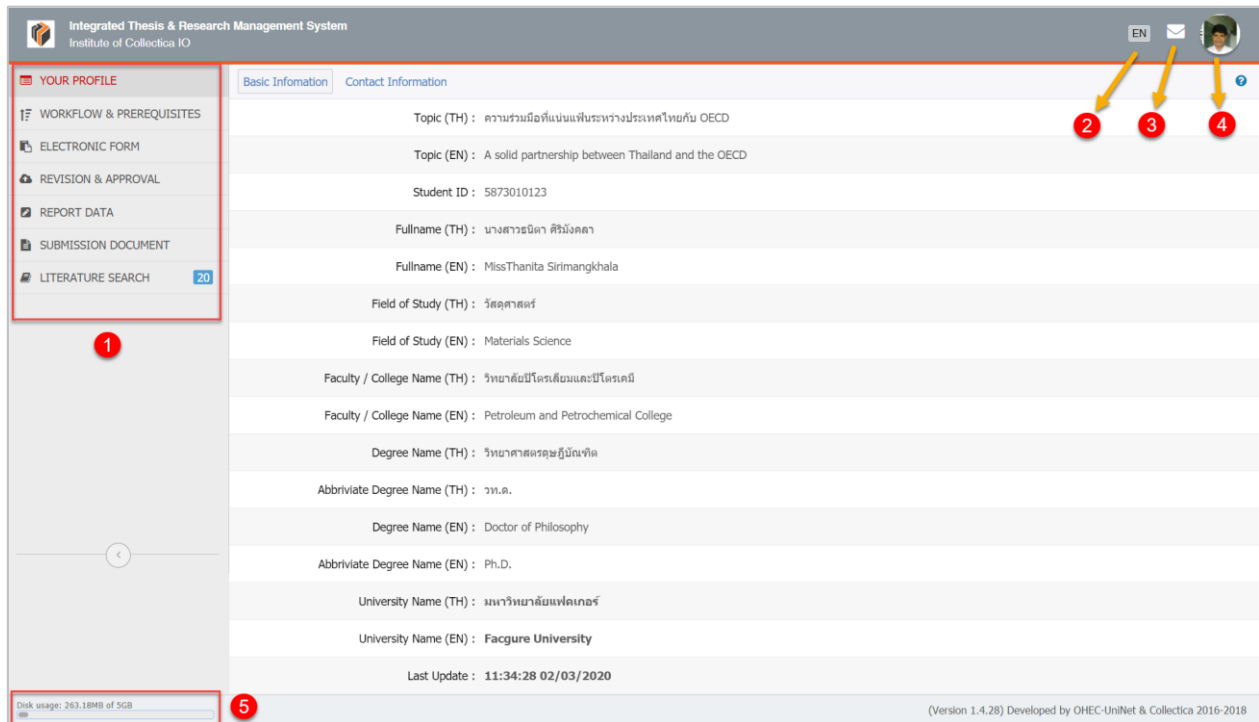 Integrated Thesis & Research Management System
Institute of Collectica IO
EN
YOUR PROFILE
WORKFLOW & PREREQUISITES
ELECTRONIC FORM
REVISION & APPROVAL
REPORT DATA
SUBMISSION DOCUMENT
LITERATURE SEARCH 20
1
Basic Infomation Contact Information
2
3
4
Topic (TH) : ความร่วมมือที่แน่นแฟ้นระหว่างประเทศไทยกับ OECD
Topic (EN) : A solid partnership between Thailand and the OECD
Student ID : 5873010123
Fullname (TH) : นางสาวธนิตา ศิริมังคลา
Fullname (EN) : MissThanita Sirimangkhala
Field of Study (TH) : วัสดุศาสตร์
Field of Study (EN) : Materials Science
Faculty / College Name (TH) : วิทยาลัยปิโตรเลียมและปิโตรเคมี
Faculty / College Name (EN) : Petroleum and Petrochemical College
Degree Name (TH) : วิทยาศาสตรดุษฎีบัณฑิต
Abbriviate Degree Name (TH) : วท.ด.
Degree Name (EN) : Doctor of Philosophy
Abbriviate Degree Name (EN) : Ph.D.
University Name (TH) : มหาวิทยาลัยแฟคเกอร์
University Name (EN) : Facgure University
Last Update : 11:34:28 02/03/2020
Disk usage: 263.18MB of 5GB
5
(Version 1.4.28) Developed by OHEC-UniNet & Collectica 2016-2018